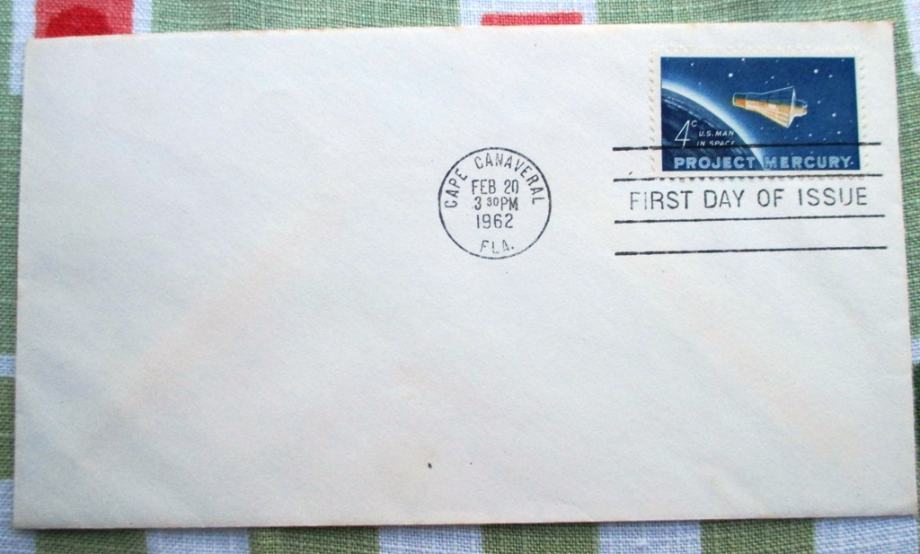 4c U.S. MAN
IN SPACE
PROJECT MERCURY
CAPE CANAVERAL
FEB 20
3 30 PM
1962
FLA.
FIRST DAY OF ISSUE